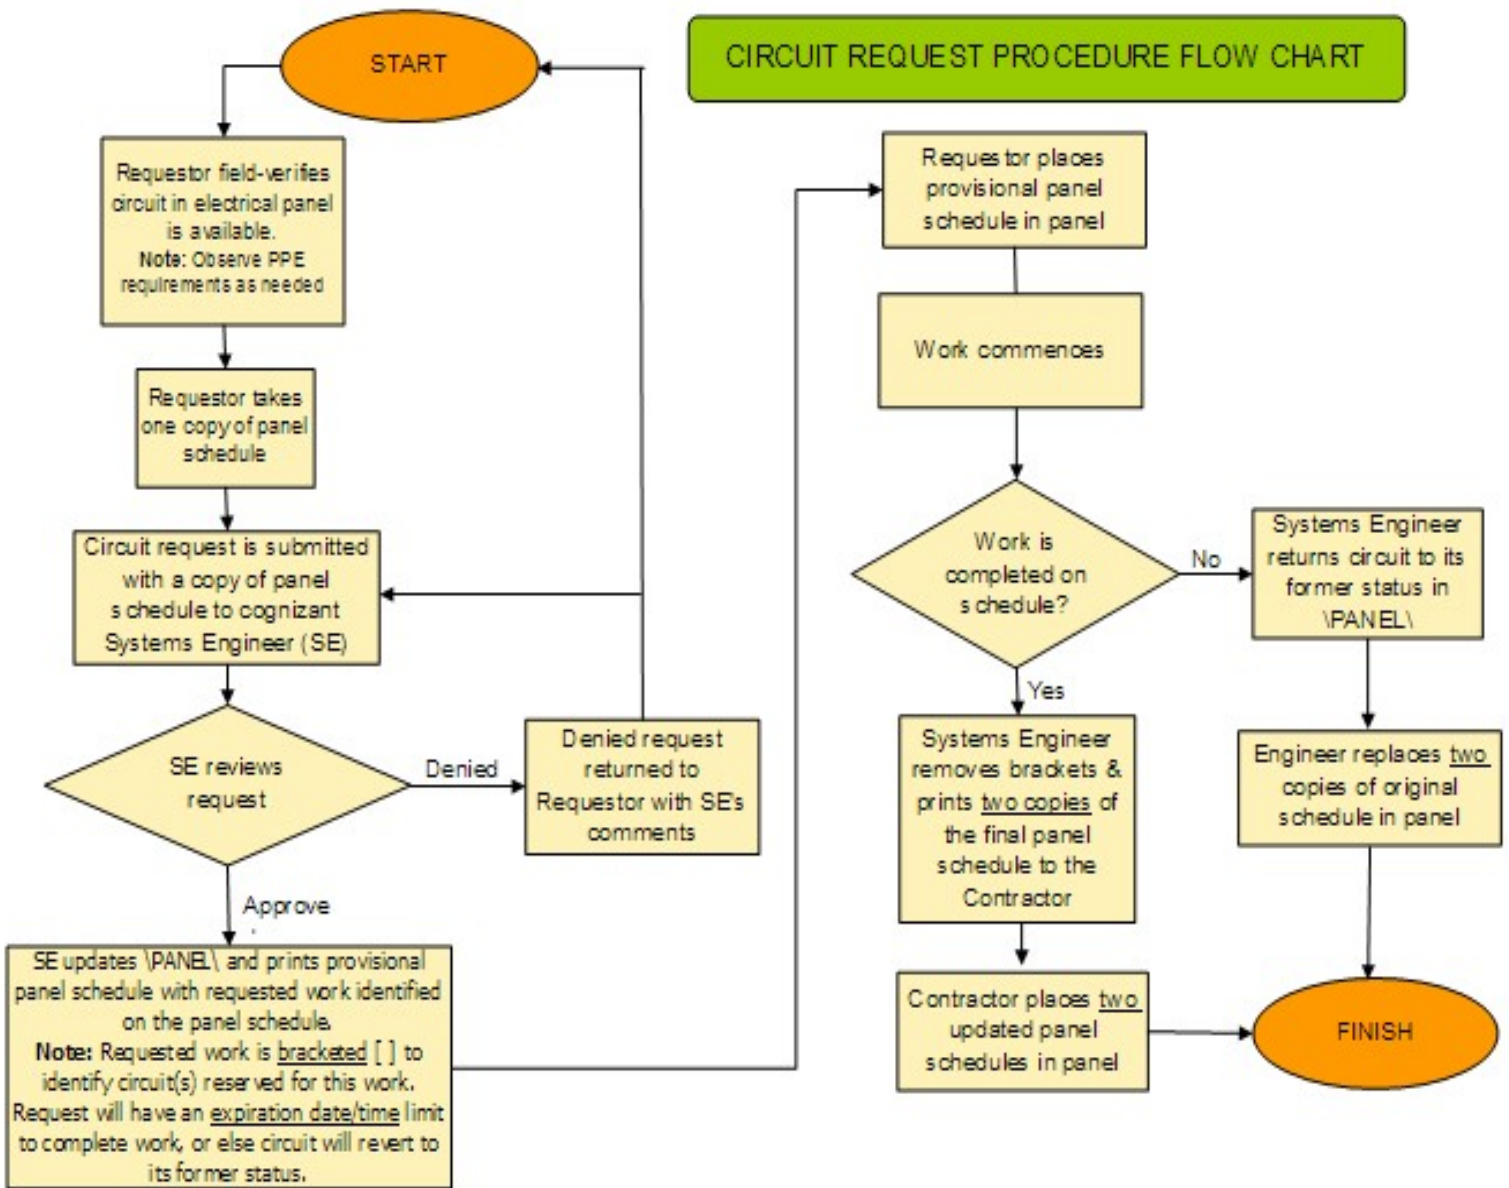 START
CIRCUIT REQUEST PROCEDURE FLOW CHART
Requestor field-verifies
circuit in electrical panel
is available.
Note: Observe PPE
requirements as needed
Requestor takes
one copy of panel
schedule
Circuit request is submitted
with a copy of panel
schedule to cognizant
Systems Engineer (SE)
SE reviews
request
Denied
Denied request
returned to
Requestor with SE's
comments
Approve
SE updates \PANEL\ and prints provisional
panel schedule with requested work identified
on the panel schedule.
Note: Requested work is bracketed [ ] to
identify circuit(s) reserved for this work.
Request will have an expiration date/time limit
to complete work, or else circuit will revert to
its former status.
Requestor places
provisional panel
schedule in panel
Work commences
Work is
completed on
schedule?
No
Systems Engineer
returns circuit to its
former status in
\PANEL\
Engineer replaces two
copies of original
schedule in panel
Yes
Systems Engineer
removes brackets &
prints two copies of
the final panel
schedule to the
Contractor
Contractor places two
updated panel
schedules in panel
FINISH